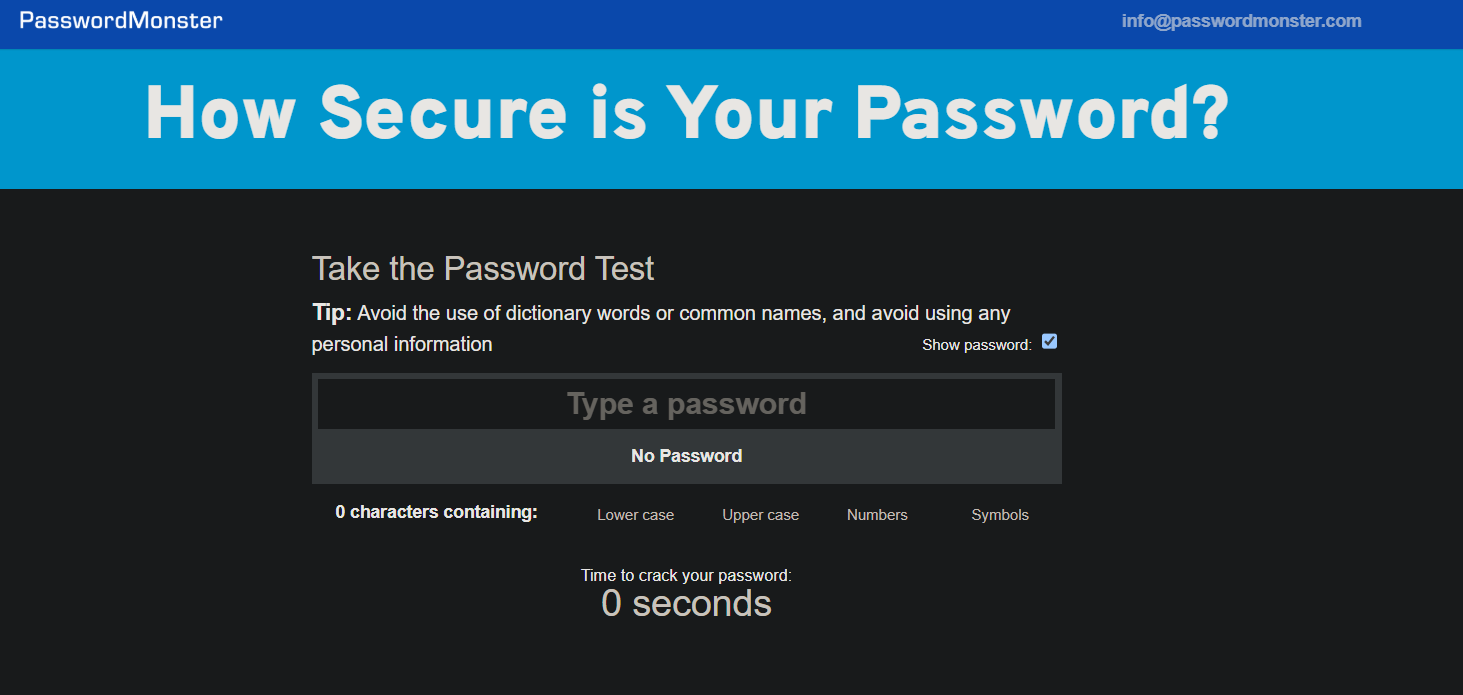 PasswordMonster
info@passwordmonster.com
How Secure is Your Password?
Take the Password Test
Tip: Avoid the use of dictionary words or common names, and avoid using any
personal information
Show password:
Type a password
No Password
0 characters containing:
Lower case
Upper case
Numbers
Symbols
Time to crack your password:
0 seconds